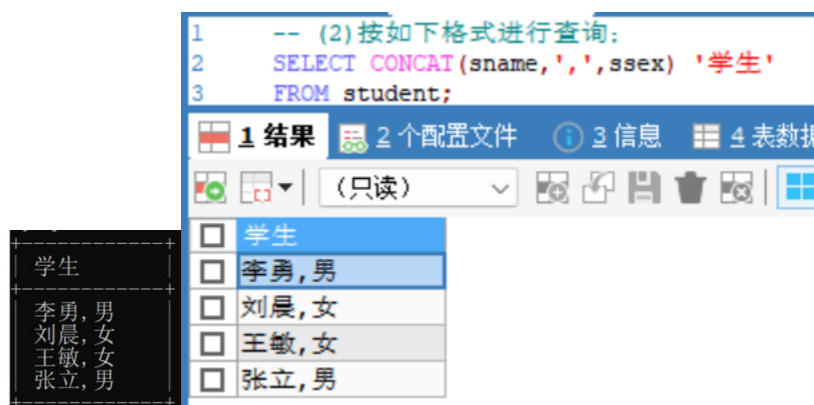 学生
李勇,男
刘晨,女
王敏,女
张立,男
1 -- (2)按如下格式进行查询:
2 SELECT CONCAT(sname,',',ssex) '学生'
3 FROM student;
1 结果 2 个配置文件 3 信息 4 表数据
(只读)
学生
李勇,男
刘晨,女
王敏,女
张立,男